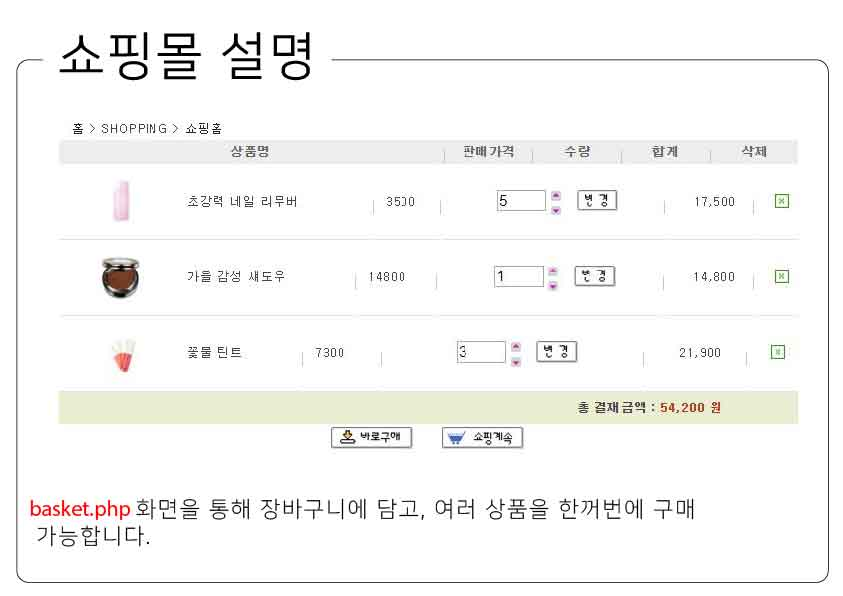 쇼핑몰 설명
홈 > SHOPPING > 쇼핑홈
상품명 판매가격 수량 합계 삭제
초강력 네일 리무버 3500 5 변경 17,500
가을 감성 섀도우 14800 1 변경 14,800
꽃물 틴트 7300 3 변경 21,900
총 결재 금액 : 54,200 원
바로구매 쇼핑계속
basket.php 화면을 통해 장바구니에 담고, 여러 상품을 한꺼번에 구매
가능합니다.